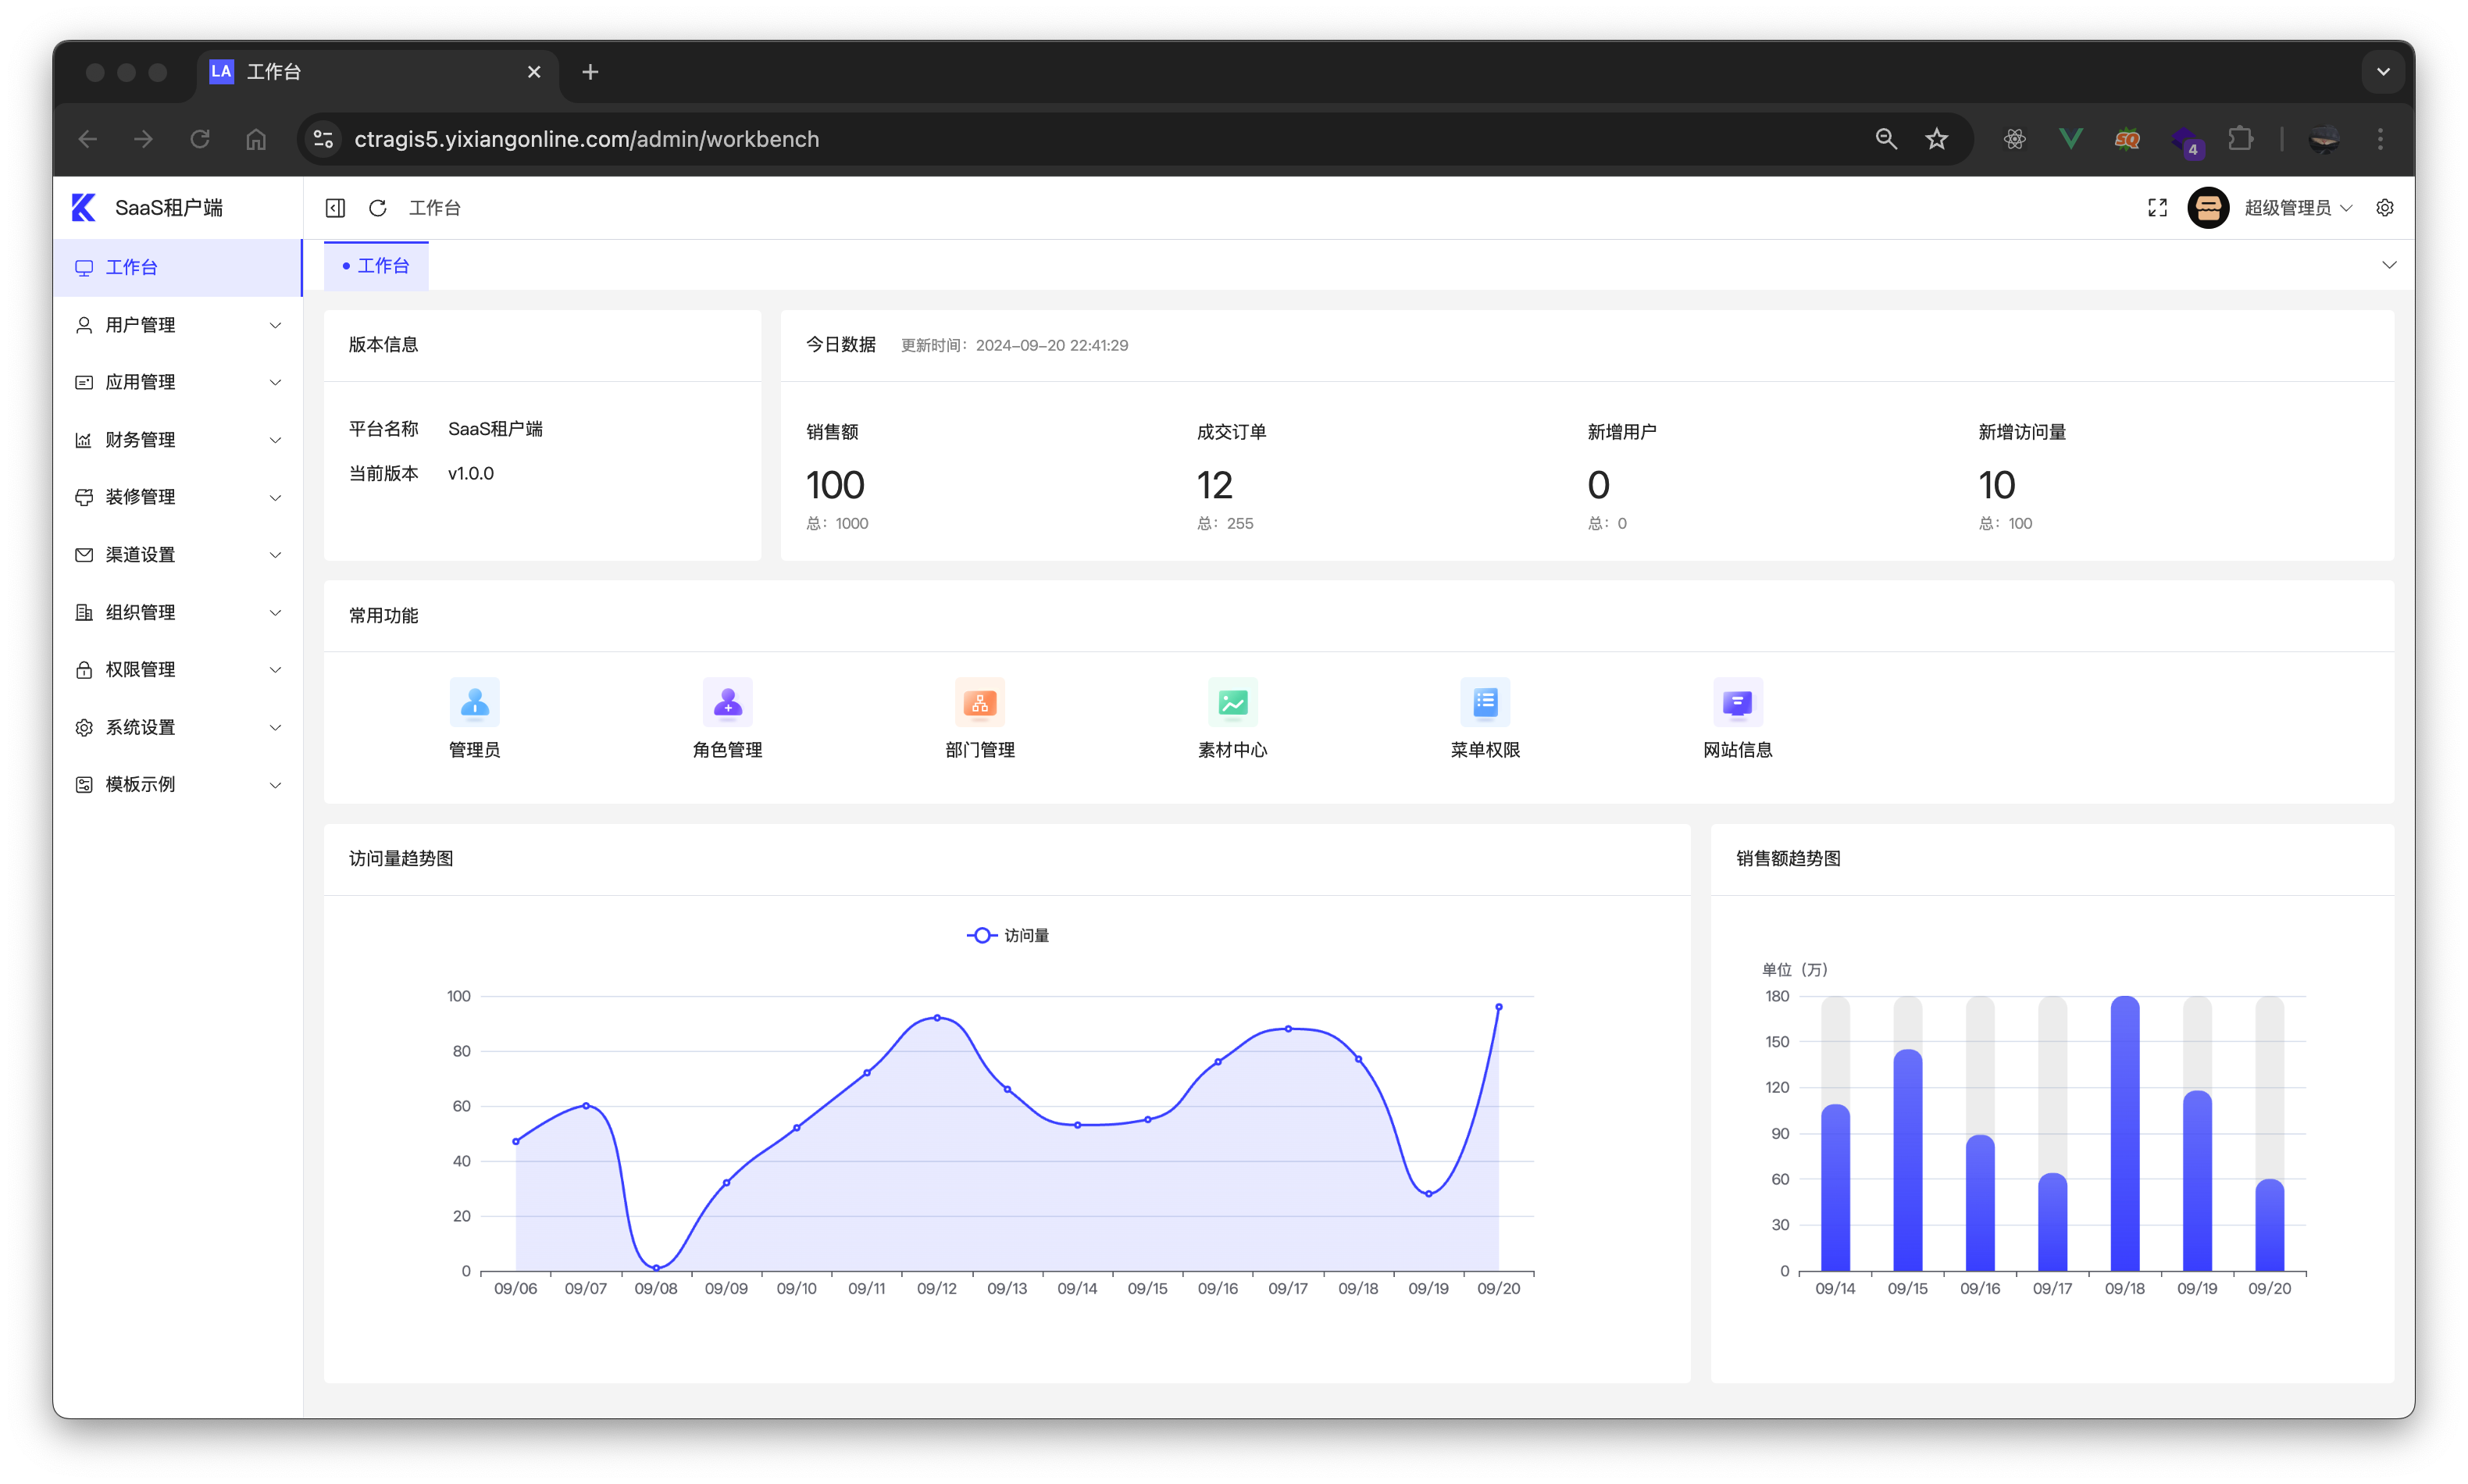 LA 工作台
ctragis5.yixiangonline.com/admin/workbench
4
SaaS租户端
工作台
超级管理员
工作台
用户管理
应用管理
财务管理
装修管理
渠道设置
组织管理
权限管理
系统设置
模板示例
工作台
版本信息
平台名称 SaaS租户端
当前版本 v1.0.0
今日数据 更新时间：2024-09-20 22:41:29
销售额 成交订单 新增用户 新增访问量
100 12 0 10
总：1000 总：255 总：0 总：100
常用功能
管理员 角色管理 部门管理 素材中心 菜单权限 网站信息
访问量趋势图
访问量
100
80
60
40
20
0
09/06 09/07 09/08 09/09 09/10 09/11 09/12 09/13 09/14 09/15 09/16 09/17 09/18 09/19 09/20
销售额趋势图
单位（万）
180
150
120
90
60
30
0
09/14 09/15 09/16 09/17 09/18 09/19 09/20